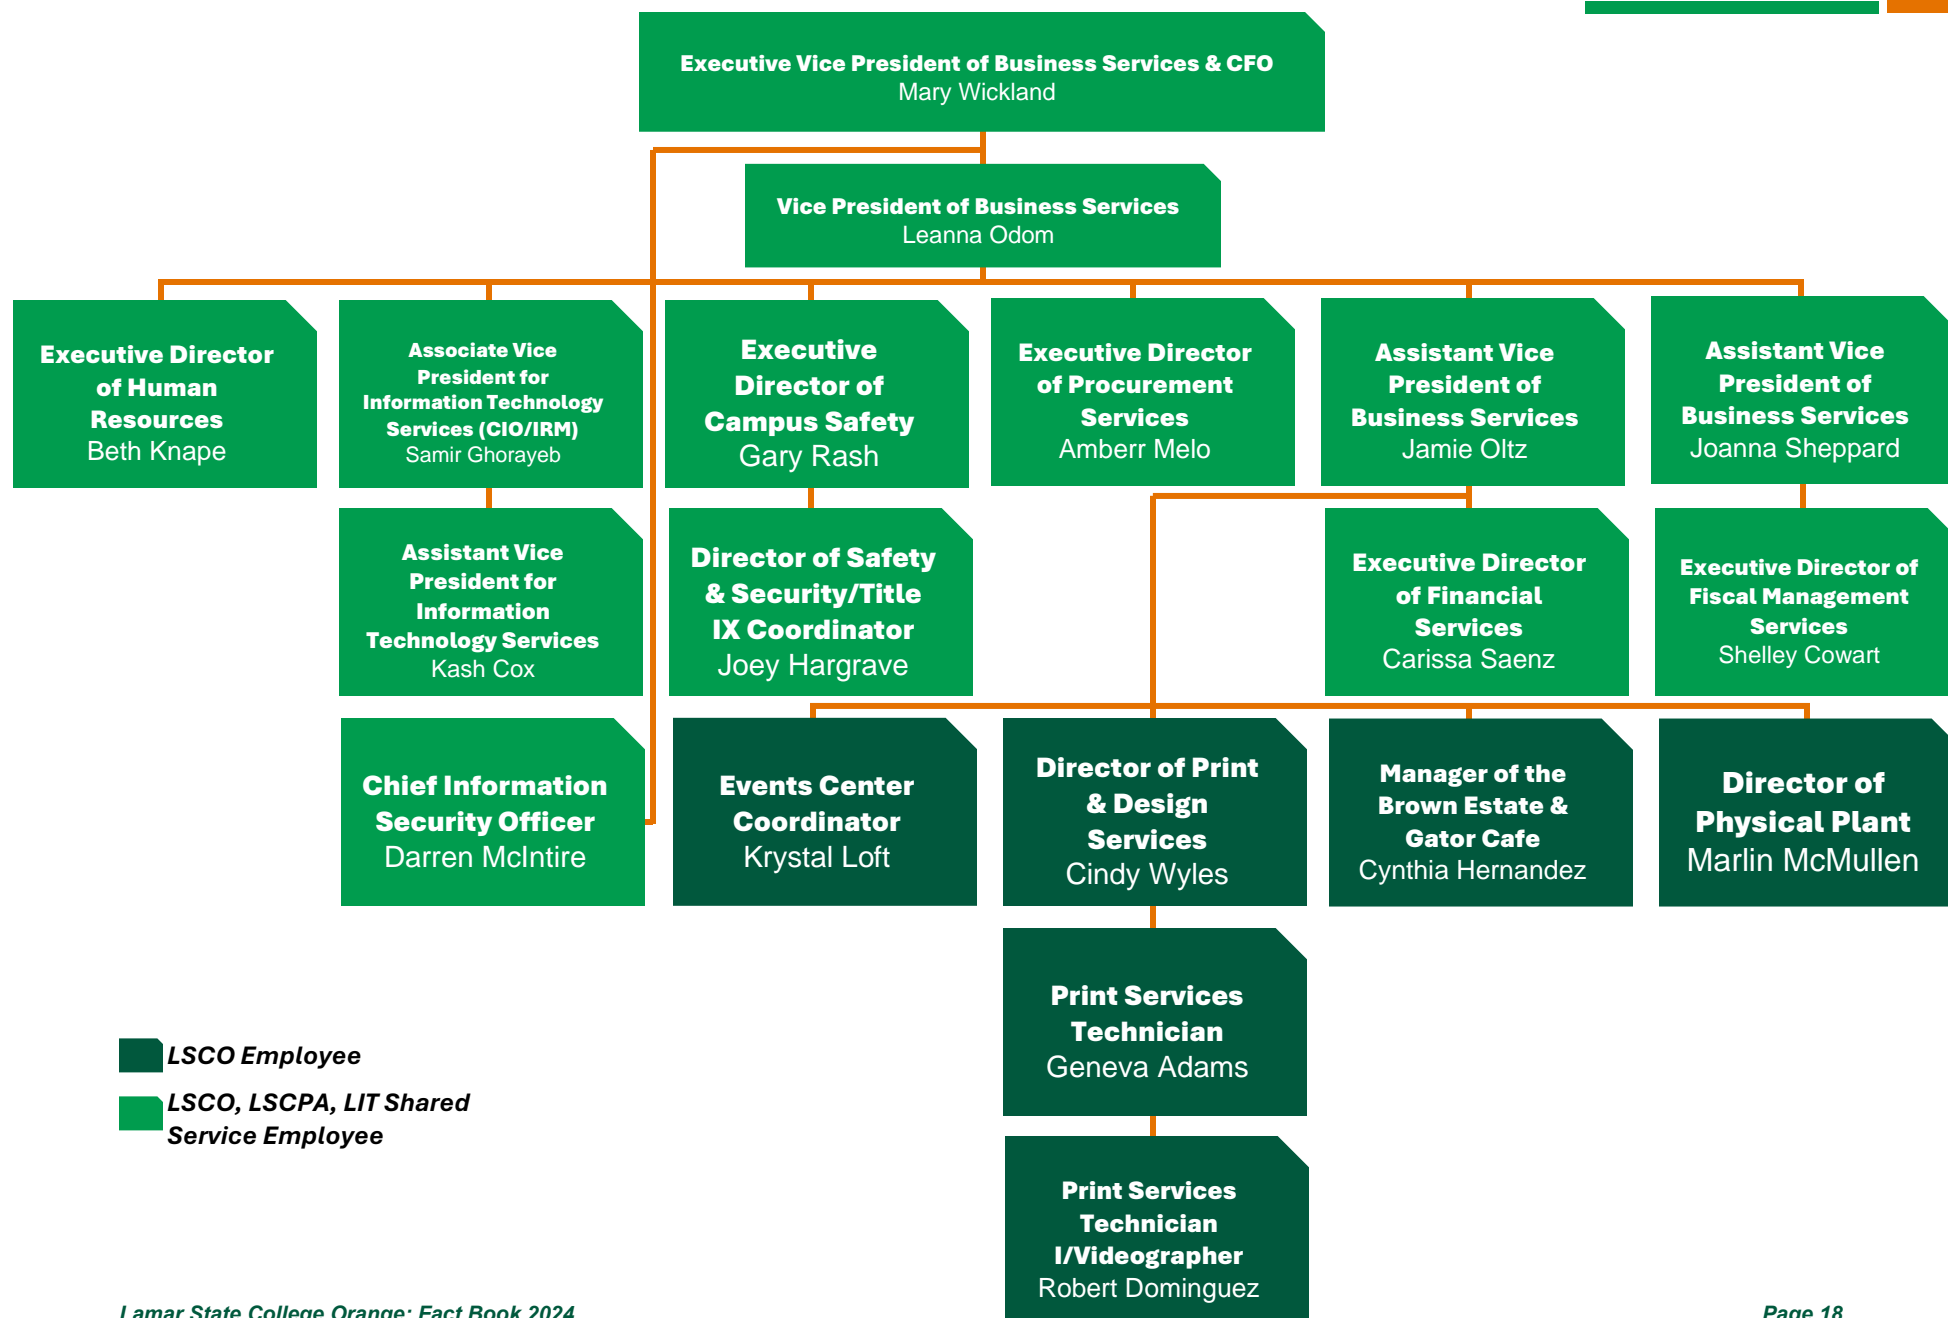 Executive Vice President of Business Services & CFO
Mary Wickland
Vice President of Business Services
Leanna Odom
Executive Director
of Human
Resources
Beth Knape
Associate Vice
President for
Information Technology
Services (CIO/IRM)
Samir Ghorayeb
Executive
Director of
Campus Safety
Gary Rash
Executive Director
of Procurement
Services
Amberr Melo
Assistant Vice
President of
Business Services
Jamie Oltz
Assistant Vice
President of
Business Services
Joanna Sheppard
Assistant Vice
President for
Information
Technology Services
Kash Cox
Director of Safety
& Security/Title
IX Coordinator
Joey Hargrave
Executive Director
of Financial
Services
Carissa Saenz
Executive Director of
Fiscal Management
Services
Shelley Cowart
Chief Information
Security Officer
Darren McIntire
Events Center
Coordinator
Krystal Loft
Director of Print
& Design
Services
Cindy Wyles
Manager of the
Brown Estate &
Gator Cafe
Cynthia Hernandez
Director of
Physical Plant
Marlin McMullen
Print Services
Technician
Geneva Adams
Print Services
Technician
I/Videographer
Robert Dominguez
LSCO Employee
LSCO, LSCPA, LIT Shared
Service Employee
Lamar State College Orange: Fact Book 2024
Page 18